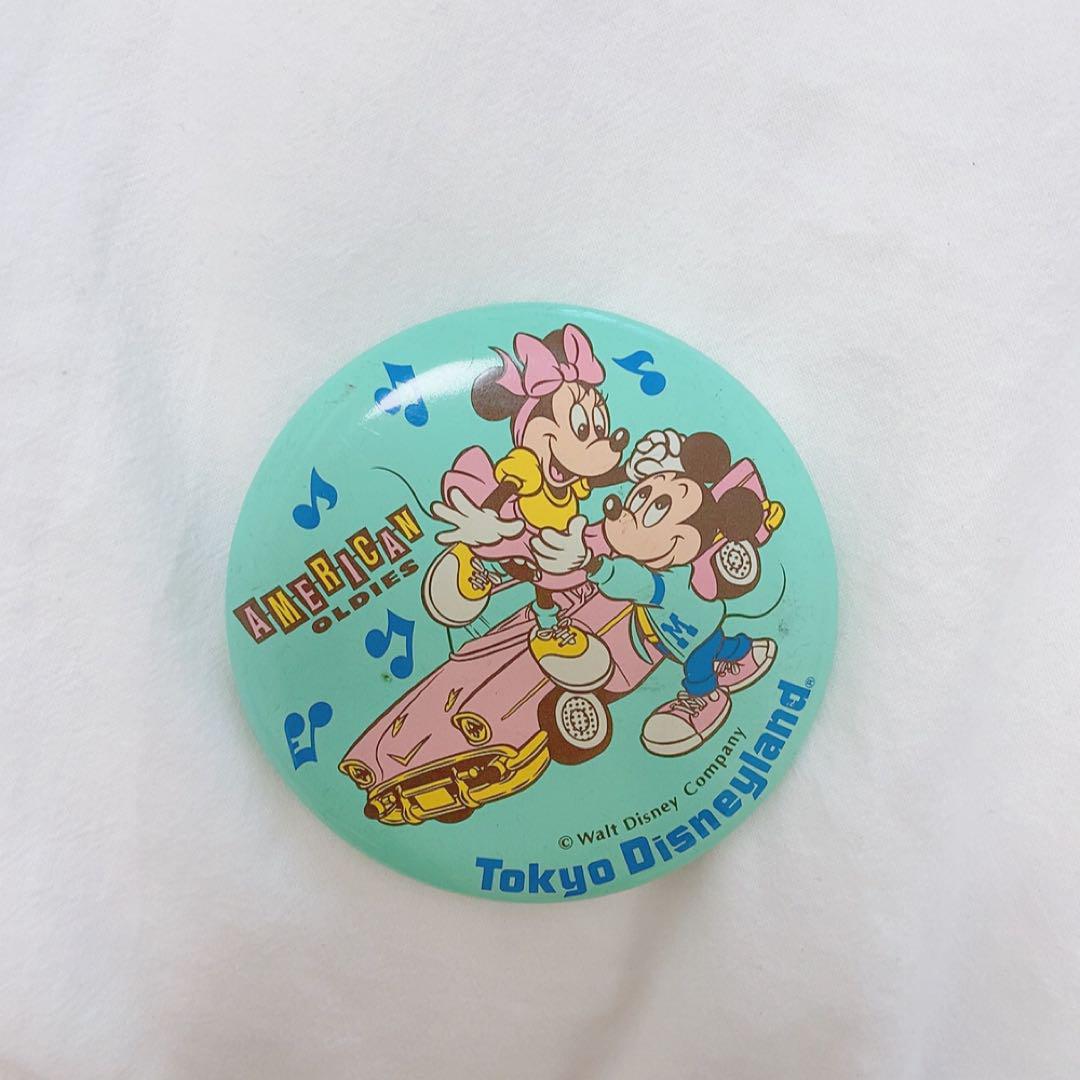 AMERICAN
OLDIES
M
© Walt Disney Company
Tokyo Disneyland®